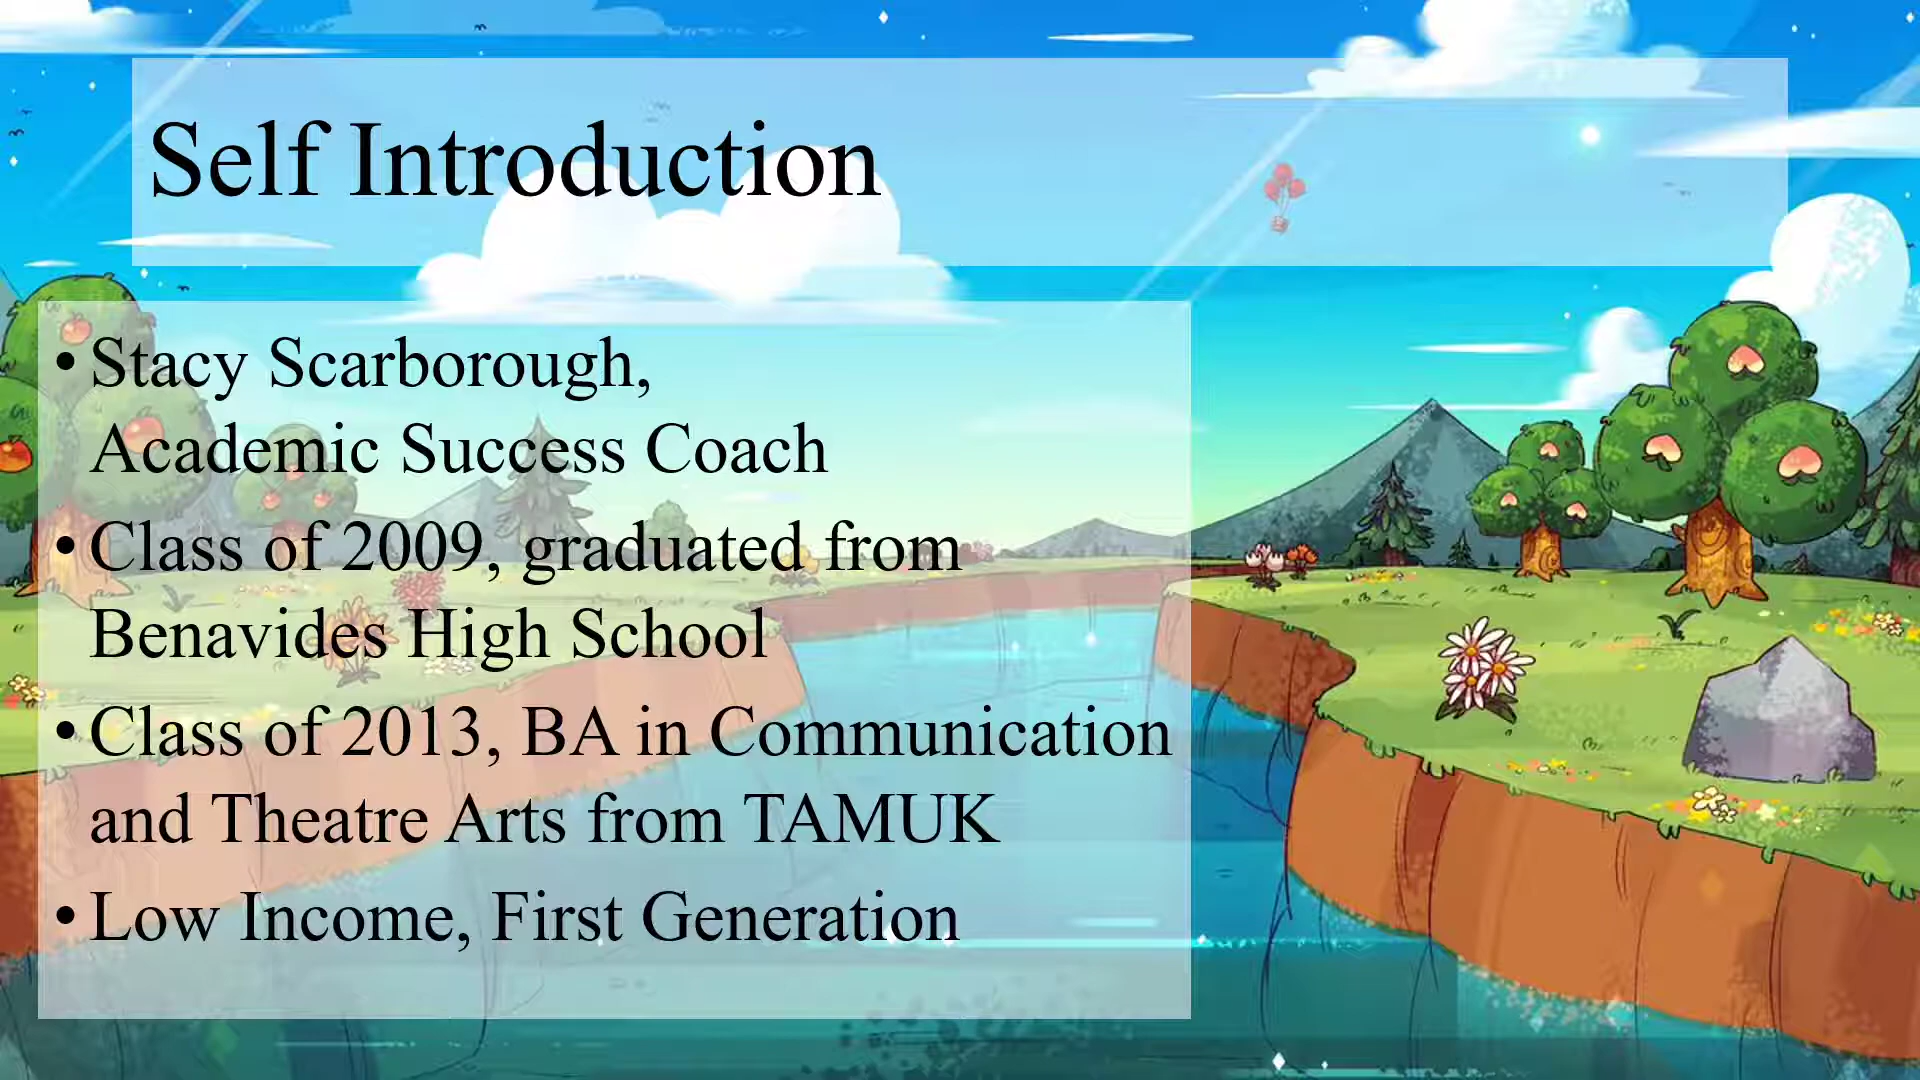 Self Introduction
• Stacy Scarborough,
Academic Success Coach
• Class of 2009, graduated from
Benavides High School
• Class of 2013, BA in Communication
and Theatre Arts from TAMUK
• Low Income, First Generation